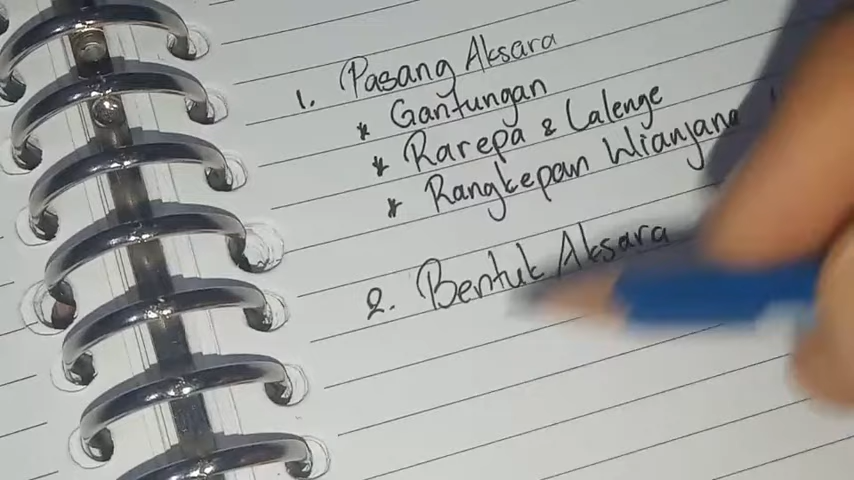 1. Pasang Aksara
* Gantungan
* Rarepa & Lalenge
* Rangkepan Wianjana
2. Bentuk Aksara